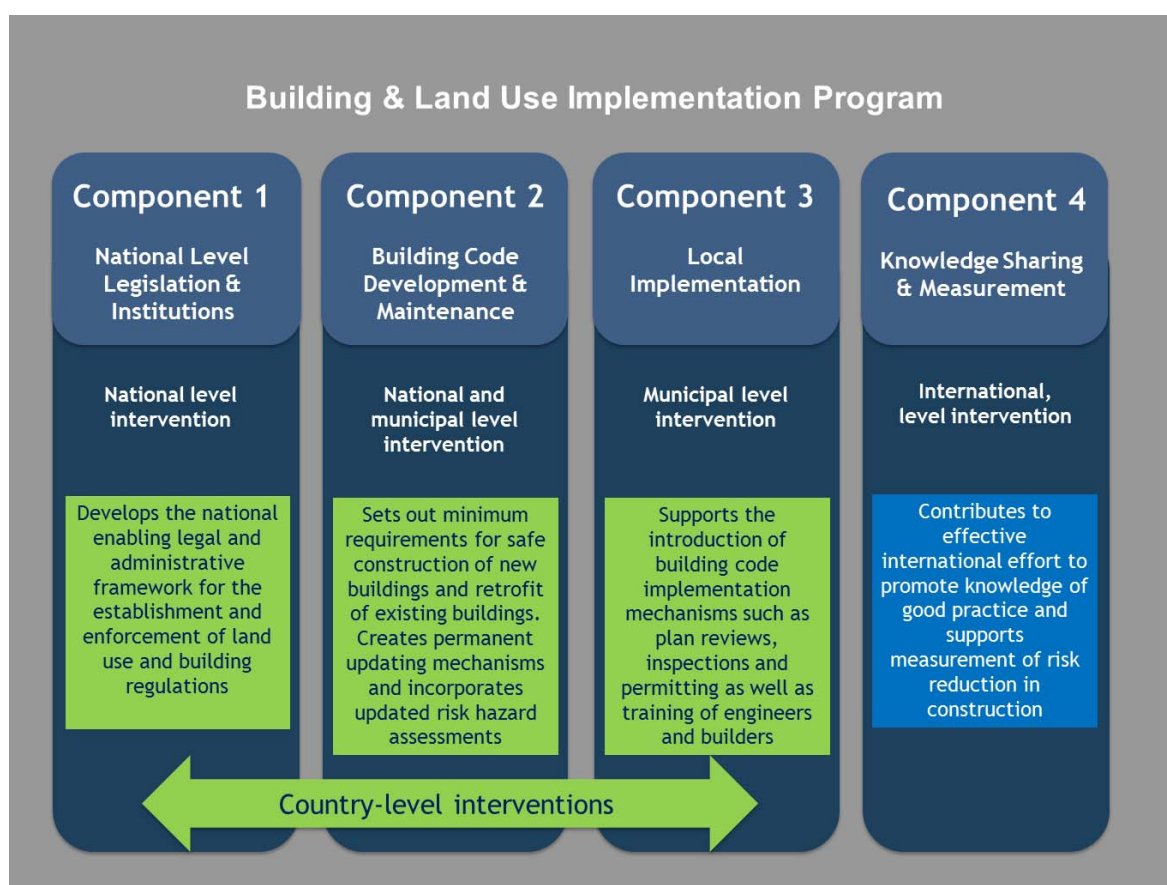 Building & Land Use Implementation Program
Component 1
National Level
Legislation &
Institutions
National level
intervention
Develops the national
enabling legal and
administrative
framework for the
establishment and
enforcement of land
use and building
regulations
Component 2
Building Code
Development &
Maintenance
National and
municipal level
intervention
Sets out minimum
requirements for safe
construction of new
buildings and retrofit
of existing buildings.
Creates permanent
updating mechanisms
and incorporates
updated risk hazard
assessments
Component 3
Local
Implementation
Municipal level
intervention
Supports the
introduction of
building code
implementation
mechanisms such as
plan reviews,
inspections and
permitting as well as
training of engineers
and builders
Component 4
Knowledge Sharing
& Measurement
International,
level intervention
Contributes to
effective
international effort to
promote knowledge of
good practice and
supports
measurement of risk
reduction in
construction
Country-level interventions